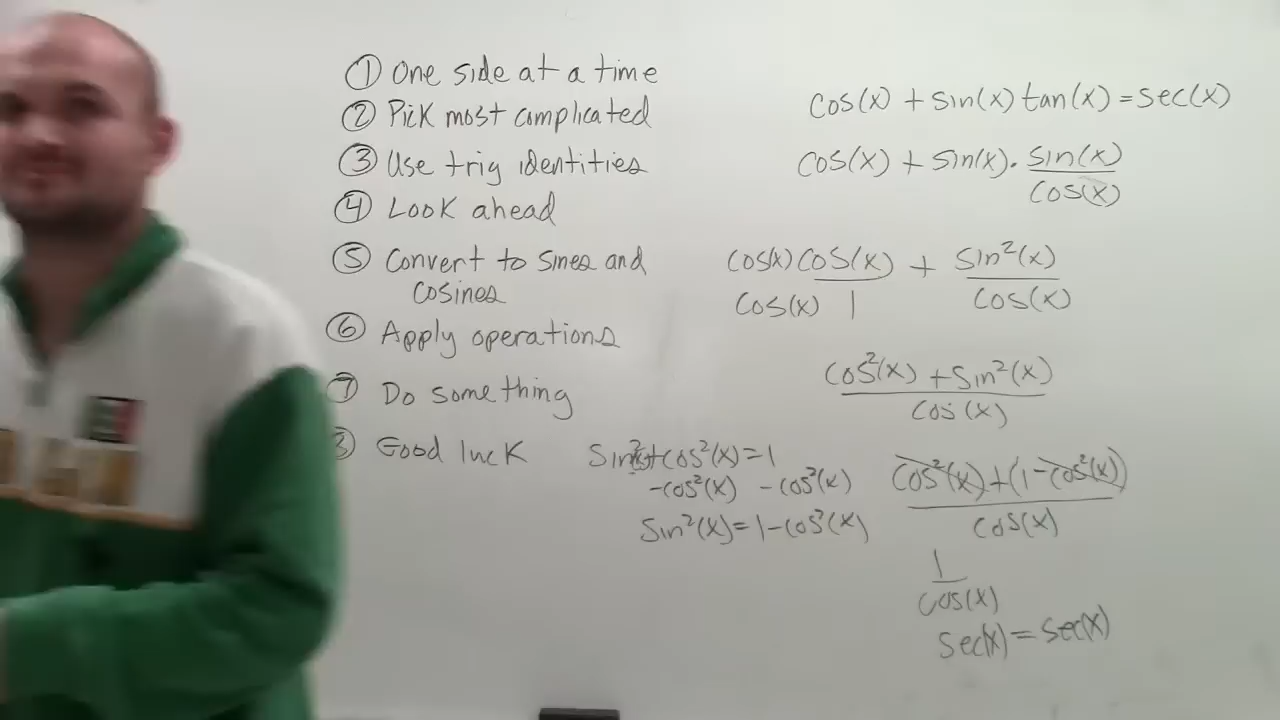 ① One side at a time
② Pick most complicated
③ Use trig identities
④ Look ahead
⑤ Convert to sines and
cosines
⑥ Apply operations
⑦ Do something
⑧ Good luck
cos(x) + sin(x) tan(x) = sec(x)
cos(x) + sin(x) · sin(x)
cos(x)
cos(x) cos(x) + sin²(x)
cos(x) 1 cos(x)
cos²(x) + sin²(x)
cos(x)
sin²(x)+cos²(x)=1
-cos²(x) -cos²(x)
sin²(x)=1-cos²(x)
cos²(x)+(1-cos²(x))
cos(x)
1
cos(x)
sec(x) = sec(x)